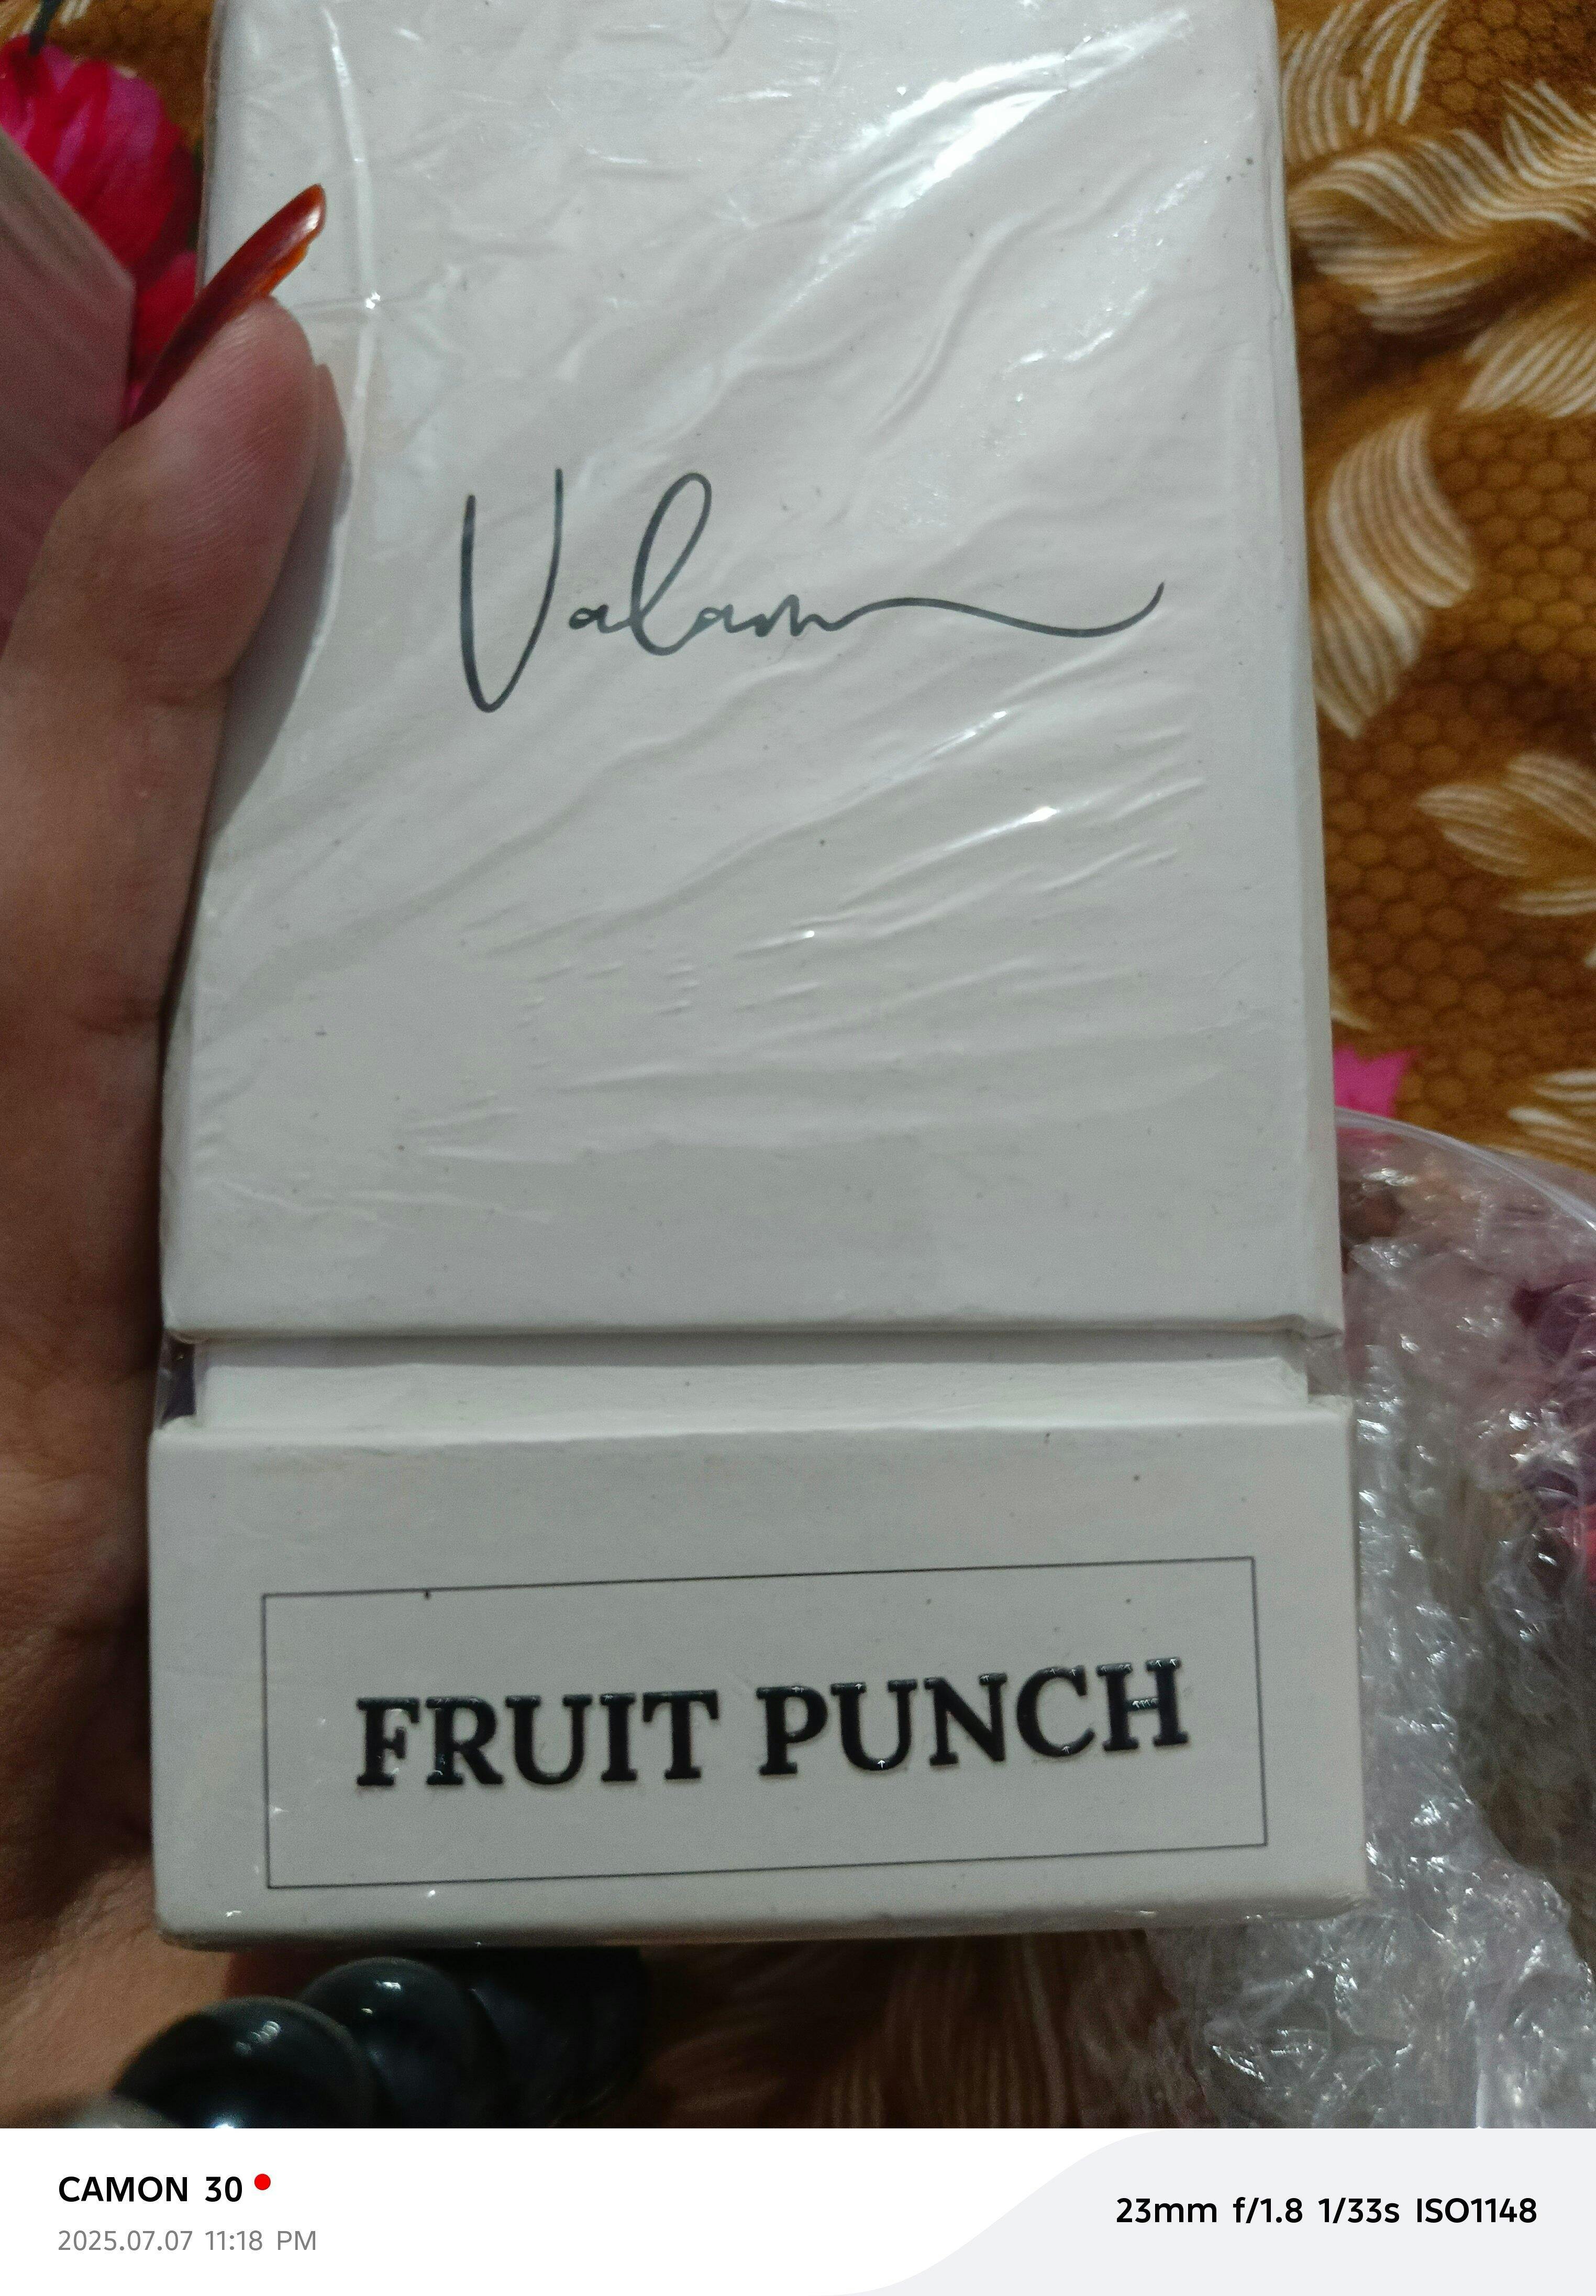 Valam
FRUIT PUNCH
CAMON 30
2025.07.07 11:18 PM
23mm f/1.8 1/33s ISO1148